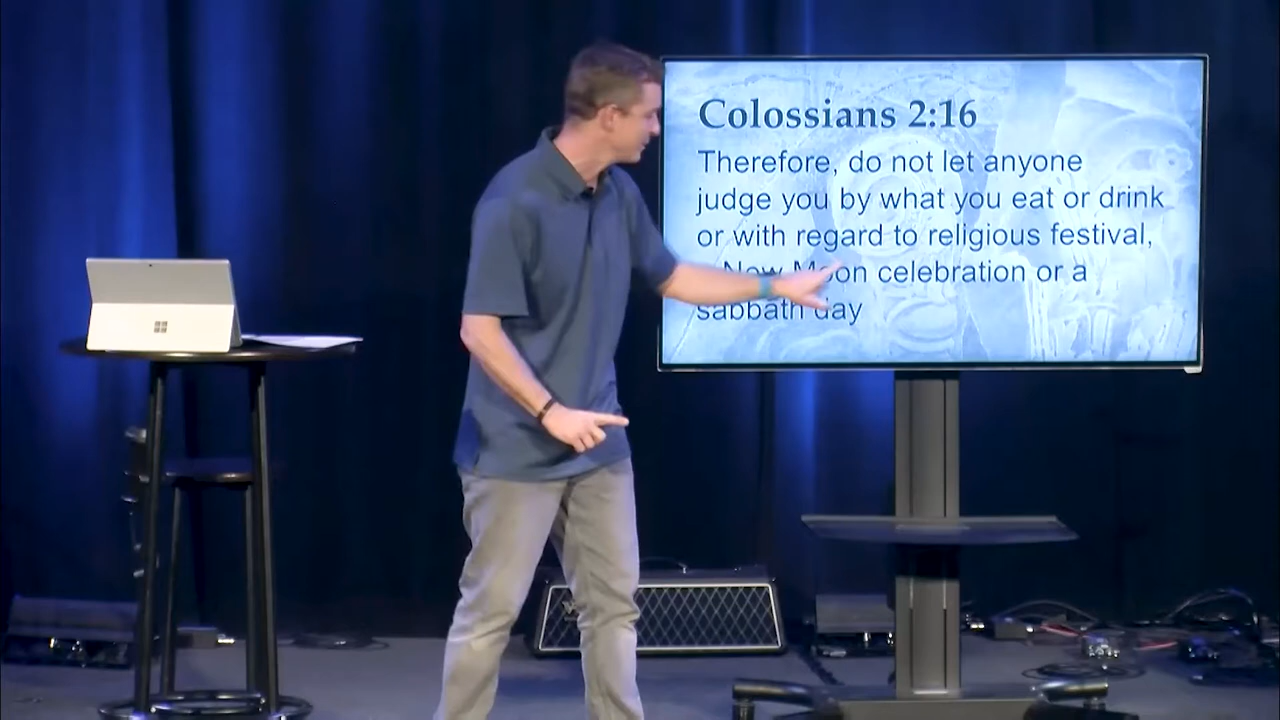 Colossians 2:16
Therefore, do not let anyone
judge you by what you eat or drink
or with regard to religious festival,
New Moon celebration or a
sabbath day